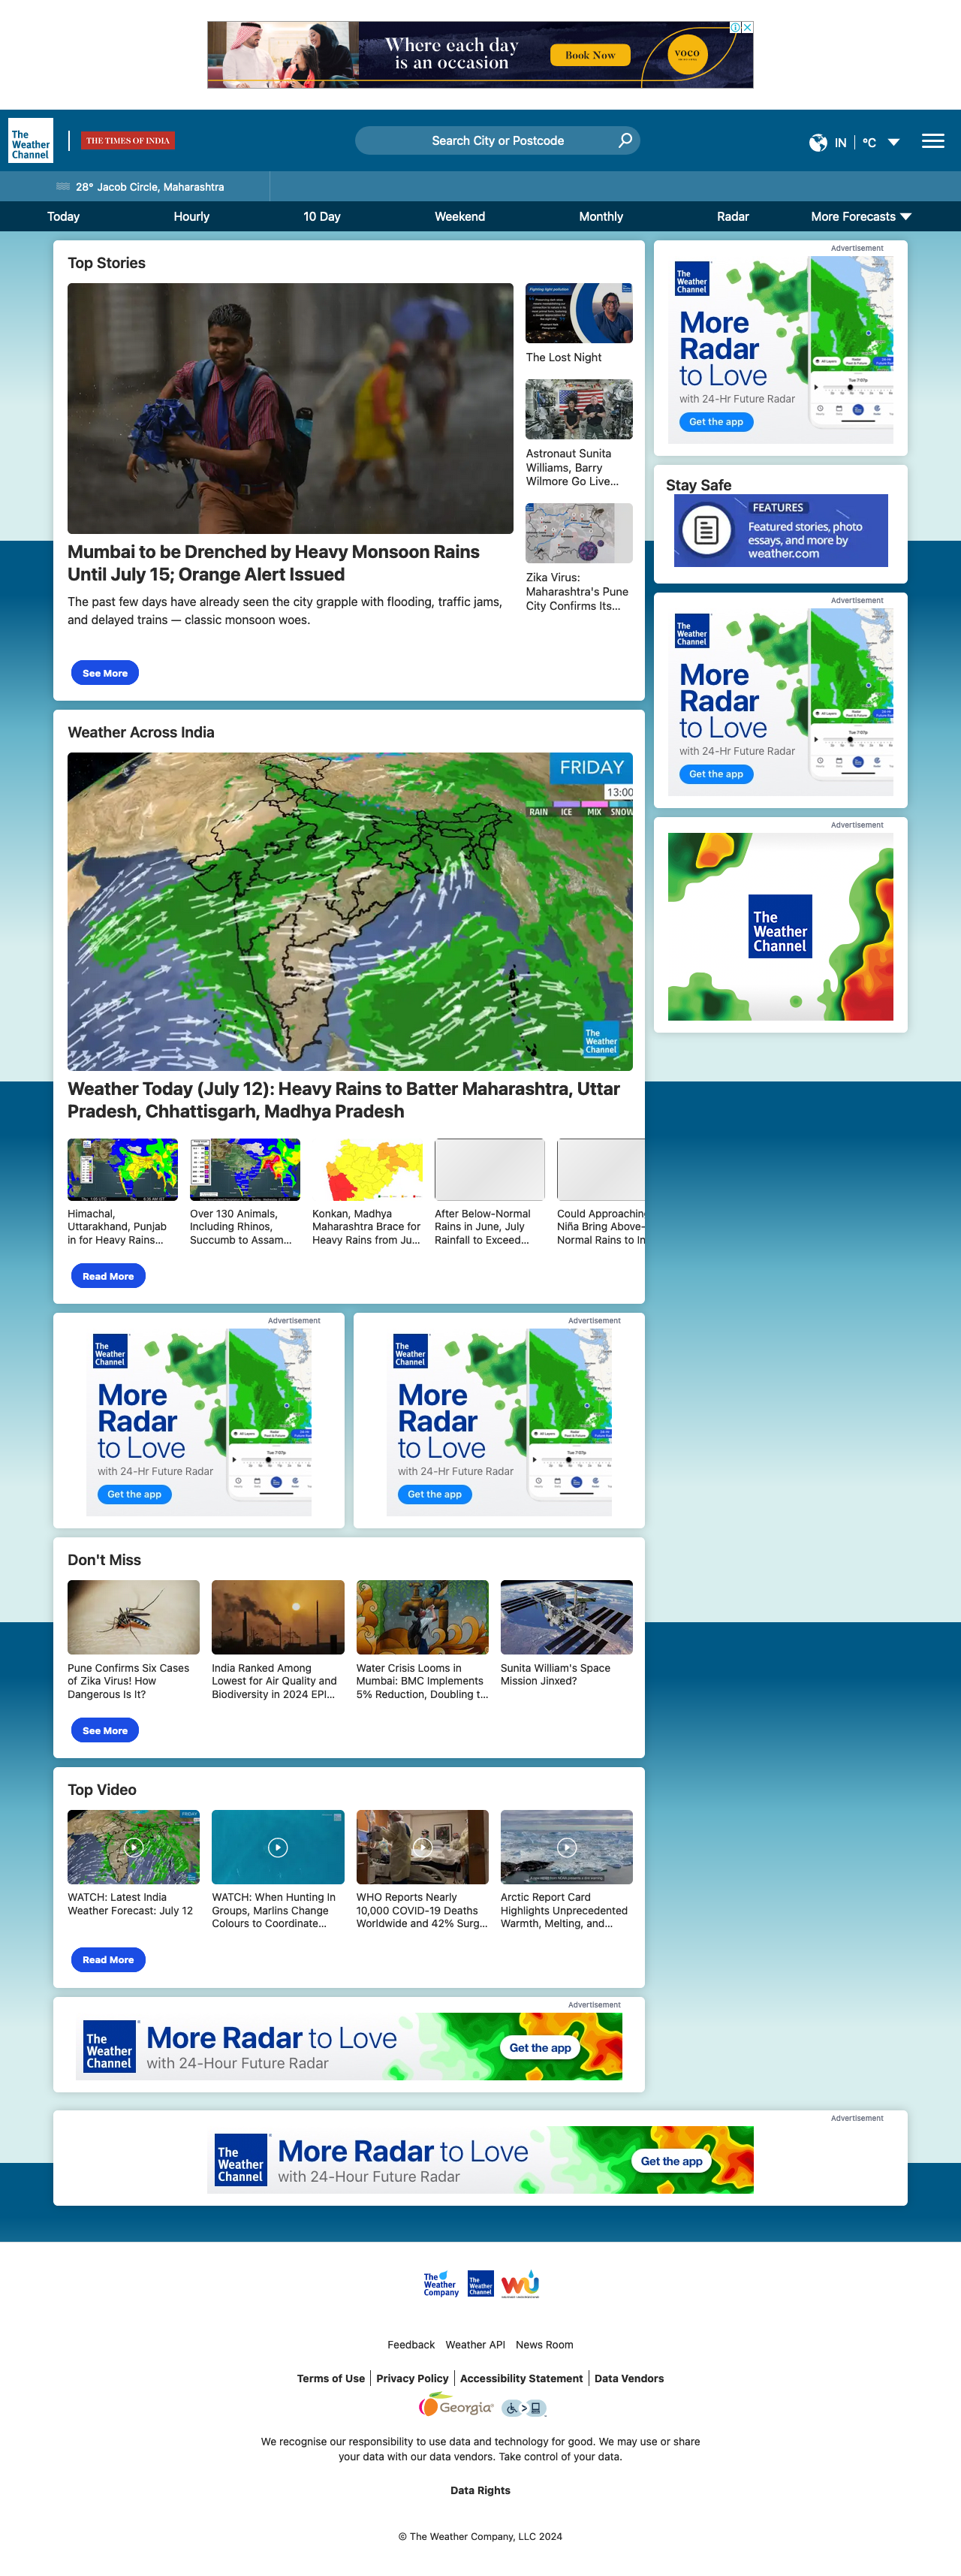 Where each day
is an occasion
Book Now
voco
The
Weather
Channel
THE TIMES OF INDIA
Search City or Postcode
IN
°C
28° Jacob Circle, Maharashtra
Today
Hourly
10 Day
Weekend
Monthly
Radar
More Forecasts
Top Stories
Fighting light pollution
The Lost Night
Astronaut Sunita
Williams, Barry
Wilmore Go Live...
Zika Virus:
Maharashtra's Pune
City Confirms Its...
Mumbai to be Drenched by Heavy Monsoon Rains
Until July 15; Orange Alert Issued
The past few days have already seen the city grapple with flooding, traffic jams,
and delayed trains — classic monsoon woes.
See More
Advertisement
The
Weather
Channel
More
Radar
to Love
with 24-Hr Future Radar
Get the app
Stay Safe
FEATURES
Featured stories, photo
essays, and more by
weather.com
Advertisement
The
Weather
Channel
More
Radar
to Love
with 24-Hr Future Radar
Get the app
Advertisement
The
Weather
Channel
Weather Across India
FRIDAY
13:00
RAIN ICE MIX SNOW
The
Weather
Channel
Weather Today (July 12): Heavy Rains to Batter Maharashtra, Uttar
Pradesh, Chhattisgarh, Madhya Pradesh
Himachal,
Uttarakhand, Punjab
in for Heavy Rains...
Over 130 Animals,
Including Rhinos,
Succumb to Assam...
Konkan, Madhya
Maharashtra Brace for
Heavy Rains from Ju...
After Below-Normal
Rains in June, July
Rainfall to Exceed...
Could Approaching
Niña Bring Above-
Normal Rains to In
Read More
Advertisement
The
Weather
Channel
More
Radar
to Love
with 24-Hr Future Radar
Get the app
Advertisement
The
Weather
Channel
More
Radar
to Love
with 24-Hr Future Radar
Get the app
Don't Miss
Pune Confirms Six Cases
of Zika Virus! How
Dangerous Is It?
India Ranked Among
Lowest for Air Quality and
Biodiversity in 2024 EPI...
Water Crisis Looms in
Mumbai: BMC Implements
5% Reduction, Doubling t...
Sunita William's Space
Mission Jinxed?
See More
Top Video
FRIDAY
WATCH: Latest India
Weather Forecast: July 12
WATCH: When Hunting In
Groups, Marlins Change
Colours to Coordinate...
WHO Reports Nearly
10,000 COVID-19 Deaths
Worldwide and 42% Surg...
Arctic Report Card
Highlights Unprecedented
Warmth, Melting, and...
Read More
Advertisement
The
Weather
Channel
More Radar to Love
with 24-Hour Future Radar
Get the app
Advertisement
The
Weather
Channel
More Radar to Love
with 24-Hour Future Radar
Get the app
The
Weather
Company
The
Weather
Channel
Feedback
Weather API
News Room
Terms of Use
Privacy Policy
Accessibility Statement
Data Vendors
Georgia
We recognise our responsibility to use data and technology for good. We may use or share
your data with our data vendors. Take control of your data.
Data Rights
© The Weather Company, LLC 2024